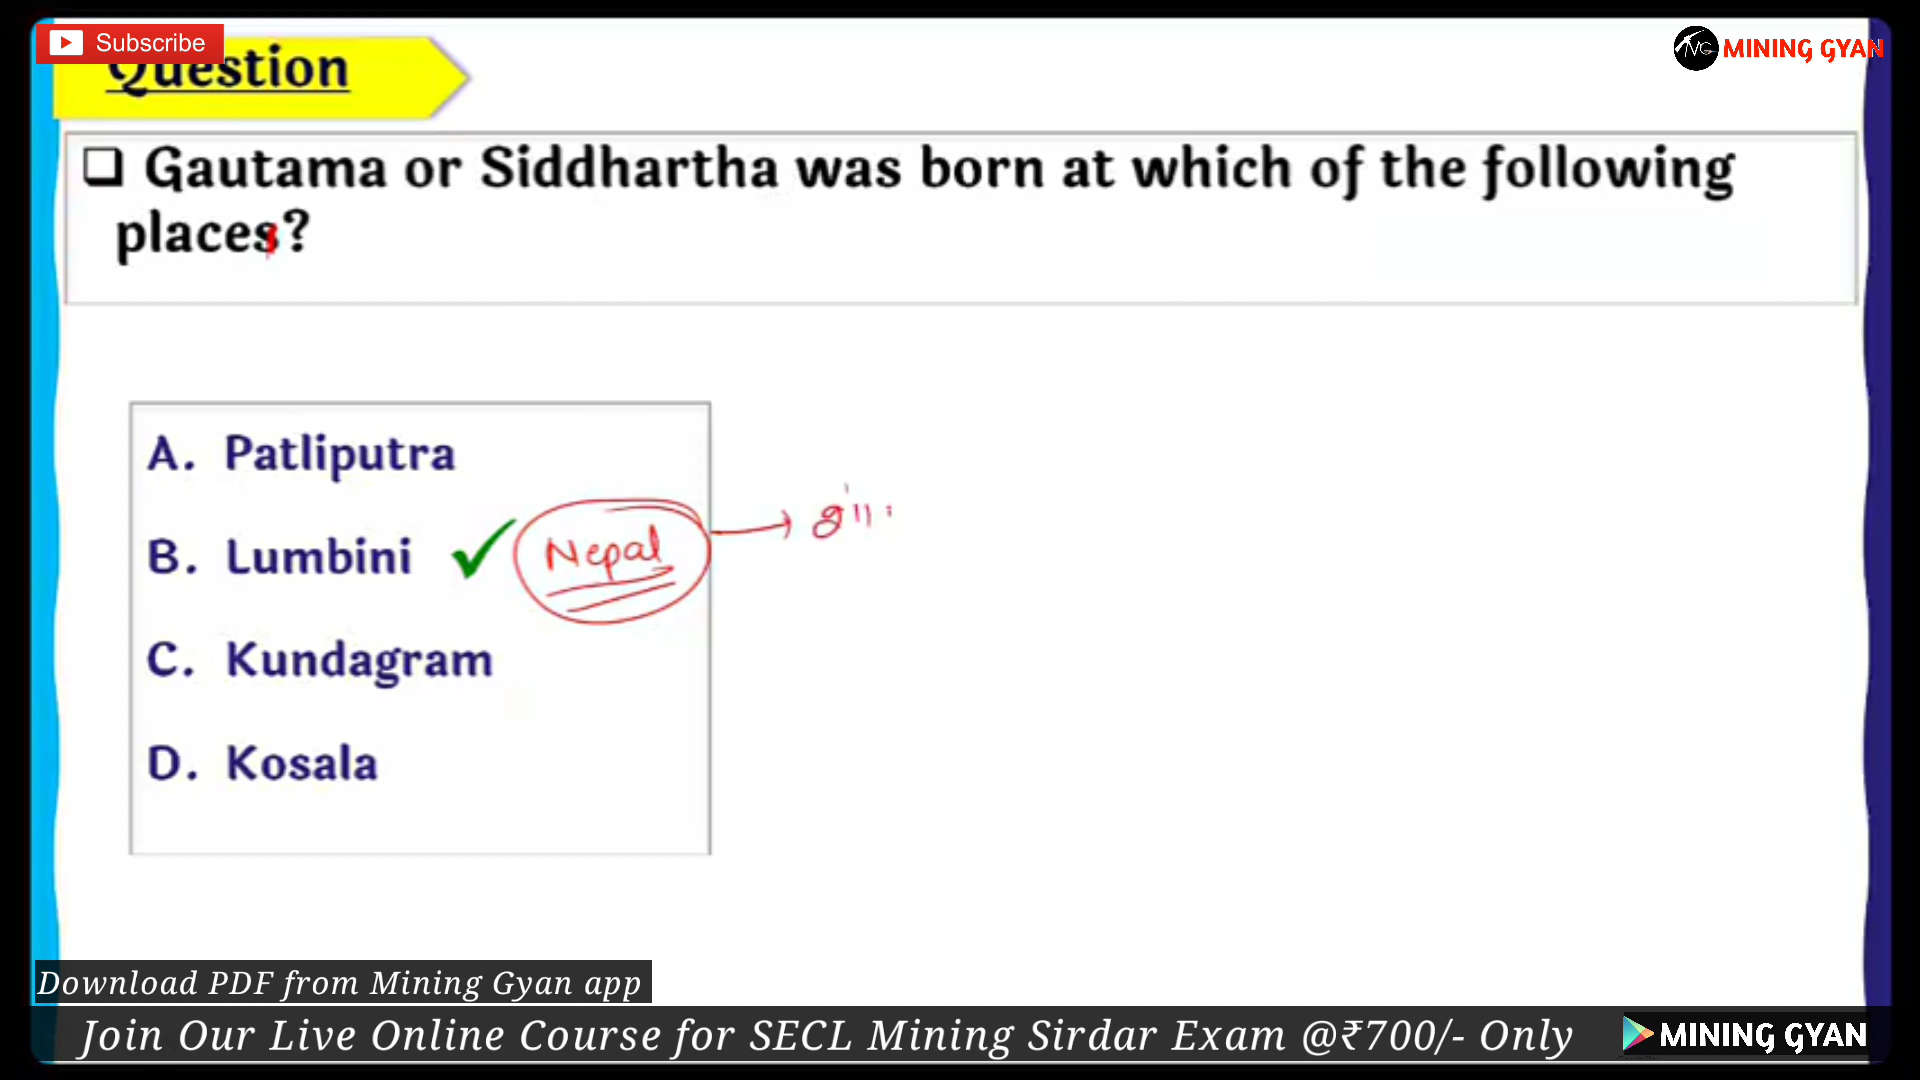 Subscribe
MINING GYAN
Question
❑ Gautama or Siddhartha was born at which of the following
places?
A. Patliputra
B. Lumbini ✓ Nepal
C. Kundagram
D. Kosala
Download PDF from Mining Gyan app
Join Our Live Online Course for SECL Mining Sirdar Exam @₹700/- Only
MINING GYAN